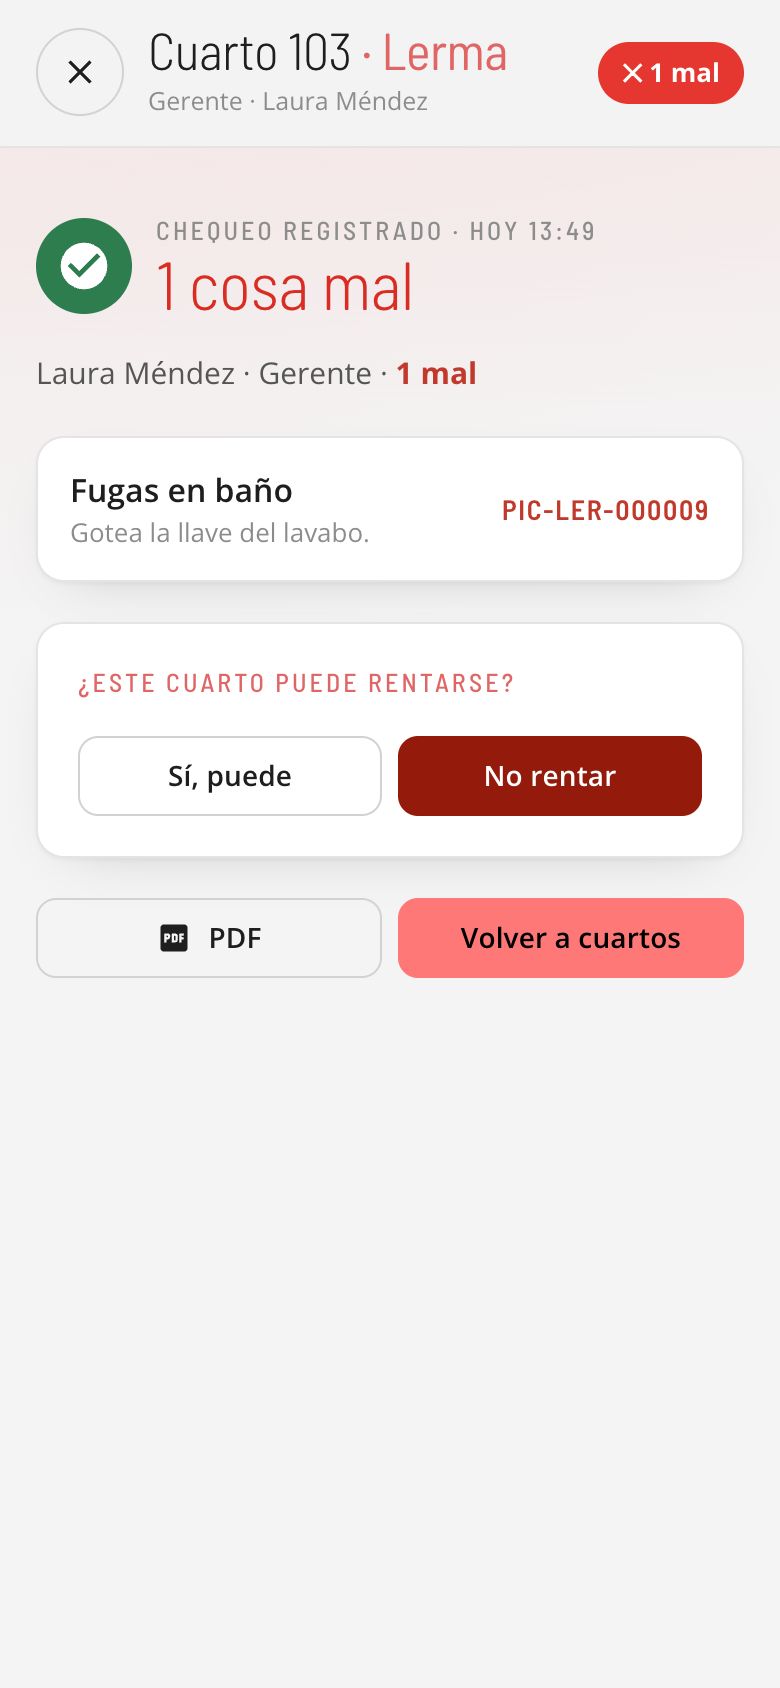 Cuarto 103 · Lerma
Gerente · Laura Méndez
1 mal
CHEQUEO REGISTRADO · HOY 13:49
1 cosa mal
Laura Méndez · Gerente · 1 mal
Fugas en baño
Gotea la llave del lavabo.
PIC-LER-000009
¿ESTE CUARTO PUEDE RENTARSE?
Sí, puede
No rentar
PDF PDF
Volver a cuartos